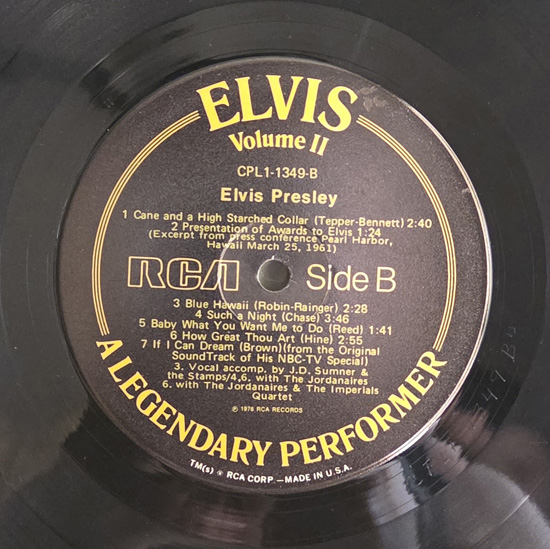 ELVIS
Volume II
CPL1-1349-B
Elvis Presley
1 Cane and a High Starched Collar (Tepper-Bennett) 2:40
2 Presentation of Awards to Elvis 1:24
(Excerpt from press conference Pearl Harbor,
Hawaii March 25, 1961)
RCA Side B
3 Blue Hawaii (Robin-Rainger) 2:28
4 Such a Night (Chase) 3:46
5 Baby What You Want Me to Do (Reed) 1:41
6 How Great Thou Art (Hine) 2:55
7 If I Can Dream (Brown)(from the Original
SoundTrack of His NBC-TV Special)
3. Vocal accomp. by J.D. Sumner &
the Stamps/4,6. with The Jordanaires
6. with The Jordanaires & The Imperials
Quartet
℗ 1976 RCA RECORDS
A LEGENDARY PERFORMER
TM(s) ® RCA CORP.—MADE IN U.S.A.